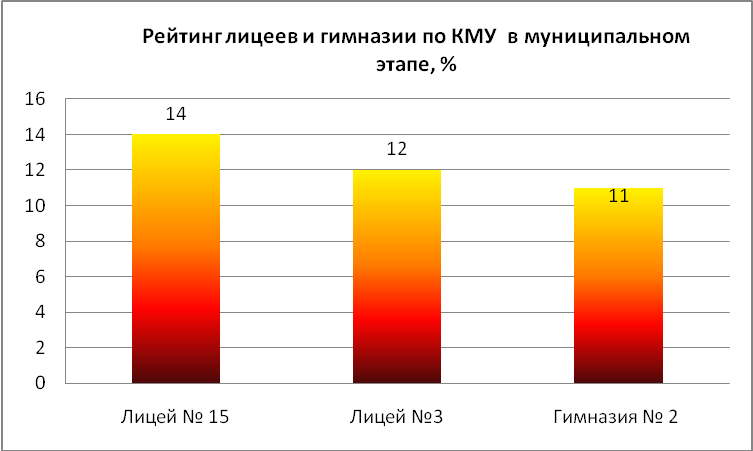 Рейтинг лицеев и гимназии по КМУ в муниципальном
этапе, %
16
14
12
10
8
6
4
2
0
14
12
11
Лицей № 15
Лицей №3
Гимназия № 2